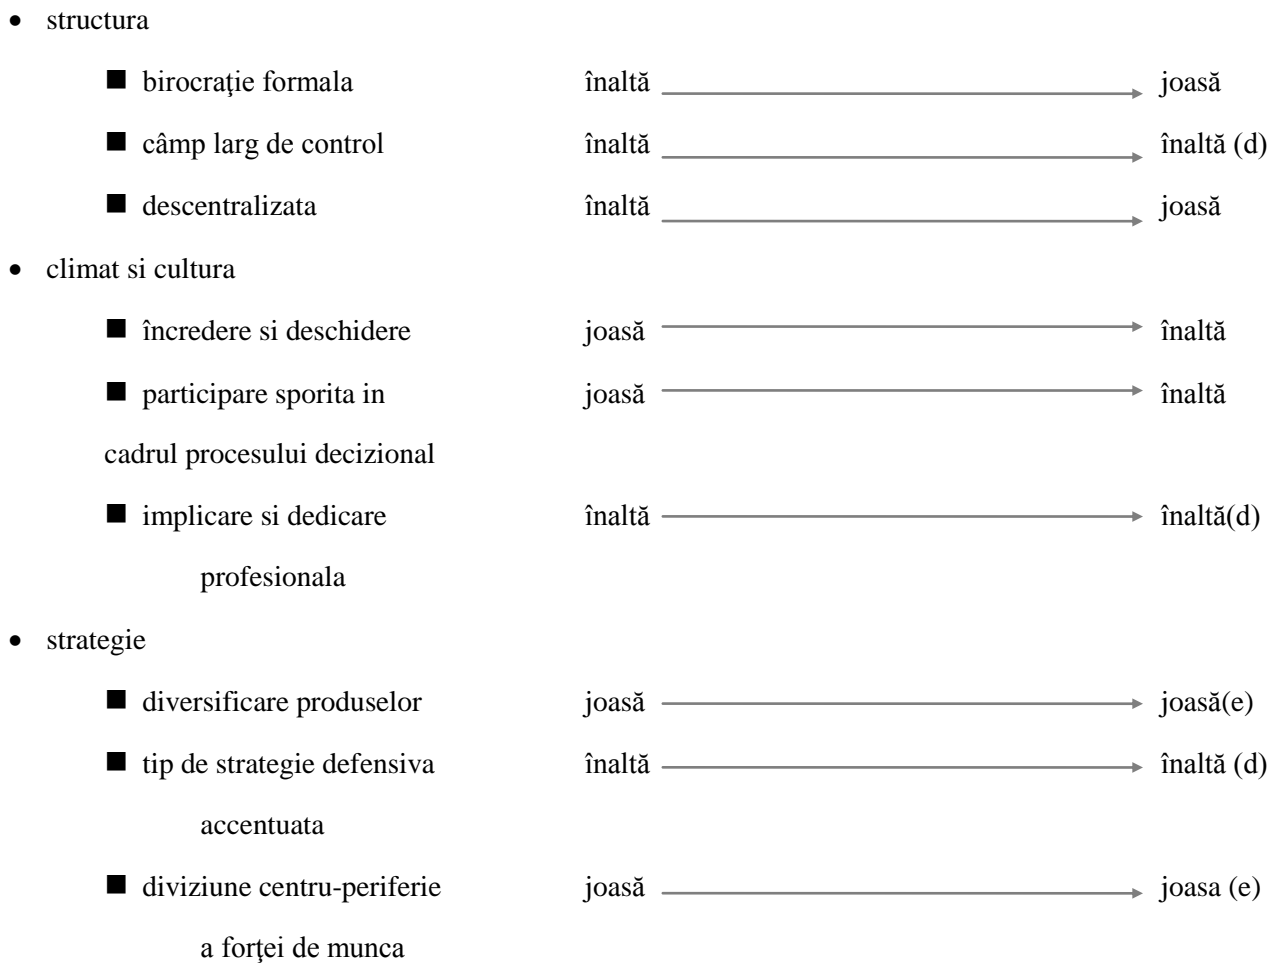 • structura
■ birocraţie formala înaltă joasă
■ câmp larg de control înaltă înaltă (d)
■ descentralizata înaltă joasă
• climat si cultura
■ încredere si deschidere joasă înaltă
■ participare sporita in joasă înaltă
cadrul procesului decizional
■ implicare si dedicare înaltă înaltă(d)
profesionala
• strategie
■ diversificare produselor joasă joasă(e)
■ tip de strategie defensiva înaltă înaltă (d)
accentuata
■ diviziune centru-periferie joasă joasa (e)
a forţei de munca